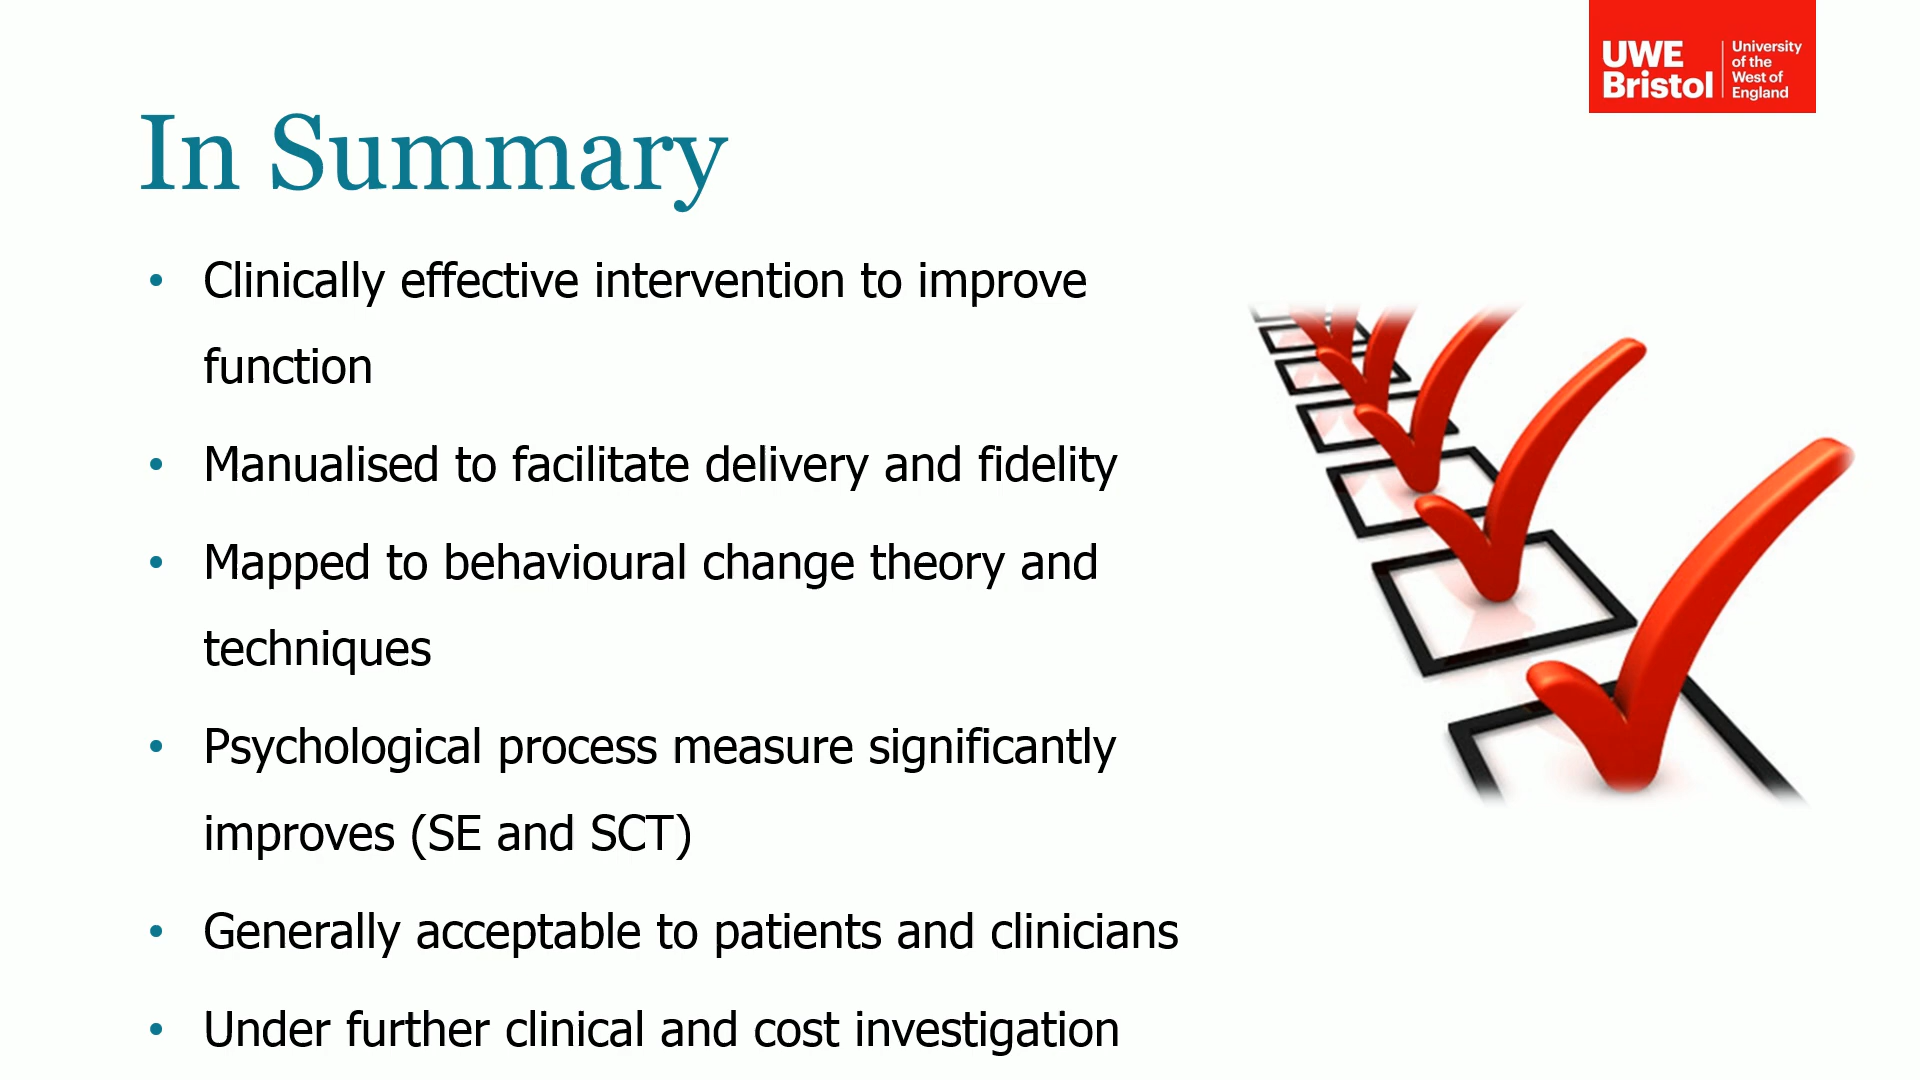 UWE
Bristol
University
of the
West of
England
In Summary
• Clinically effective intervention to improve
function
• Manualised to facilitate delivery and fidelity
• Mapped to behavioural change theory and
techniques
• Psychological process measure significantly
improves (SE and SCT)
• Generally acceptable to patients and clinicians
• Under further clinical and cost investigation